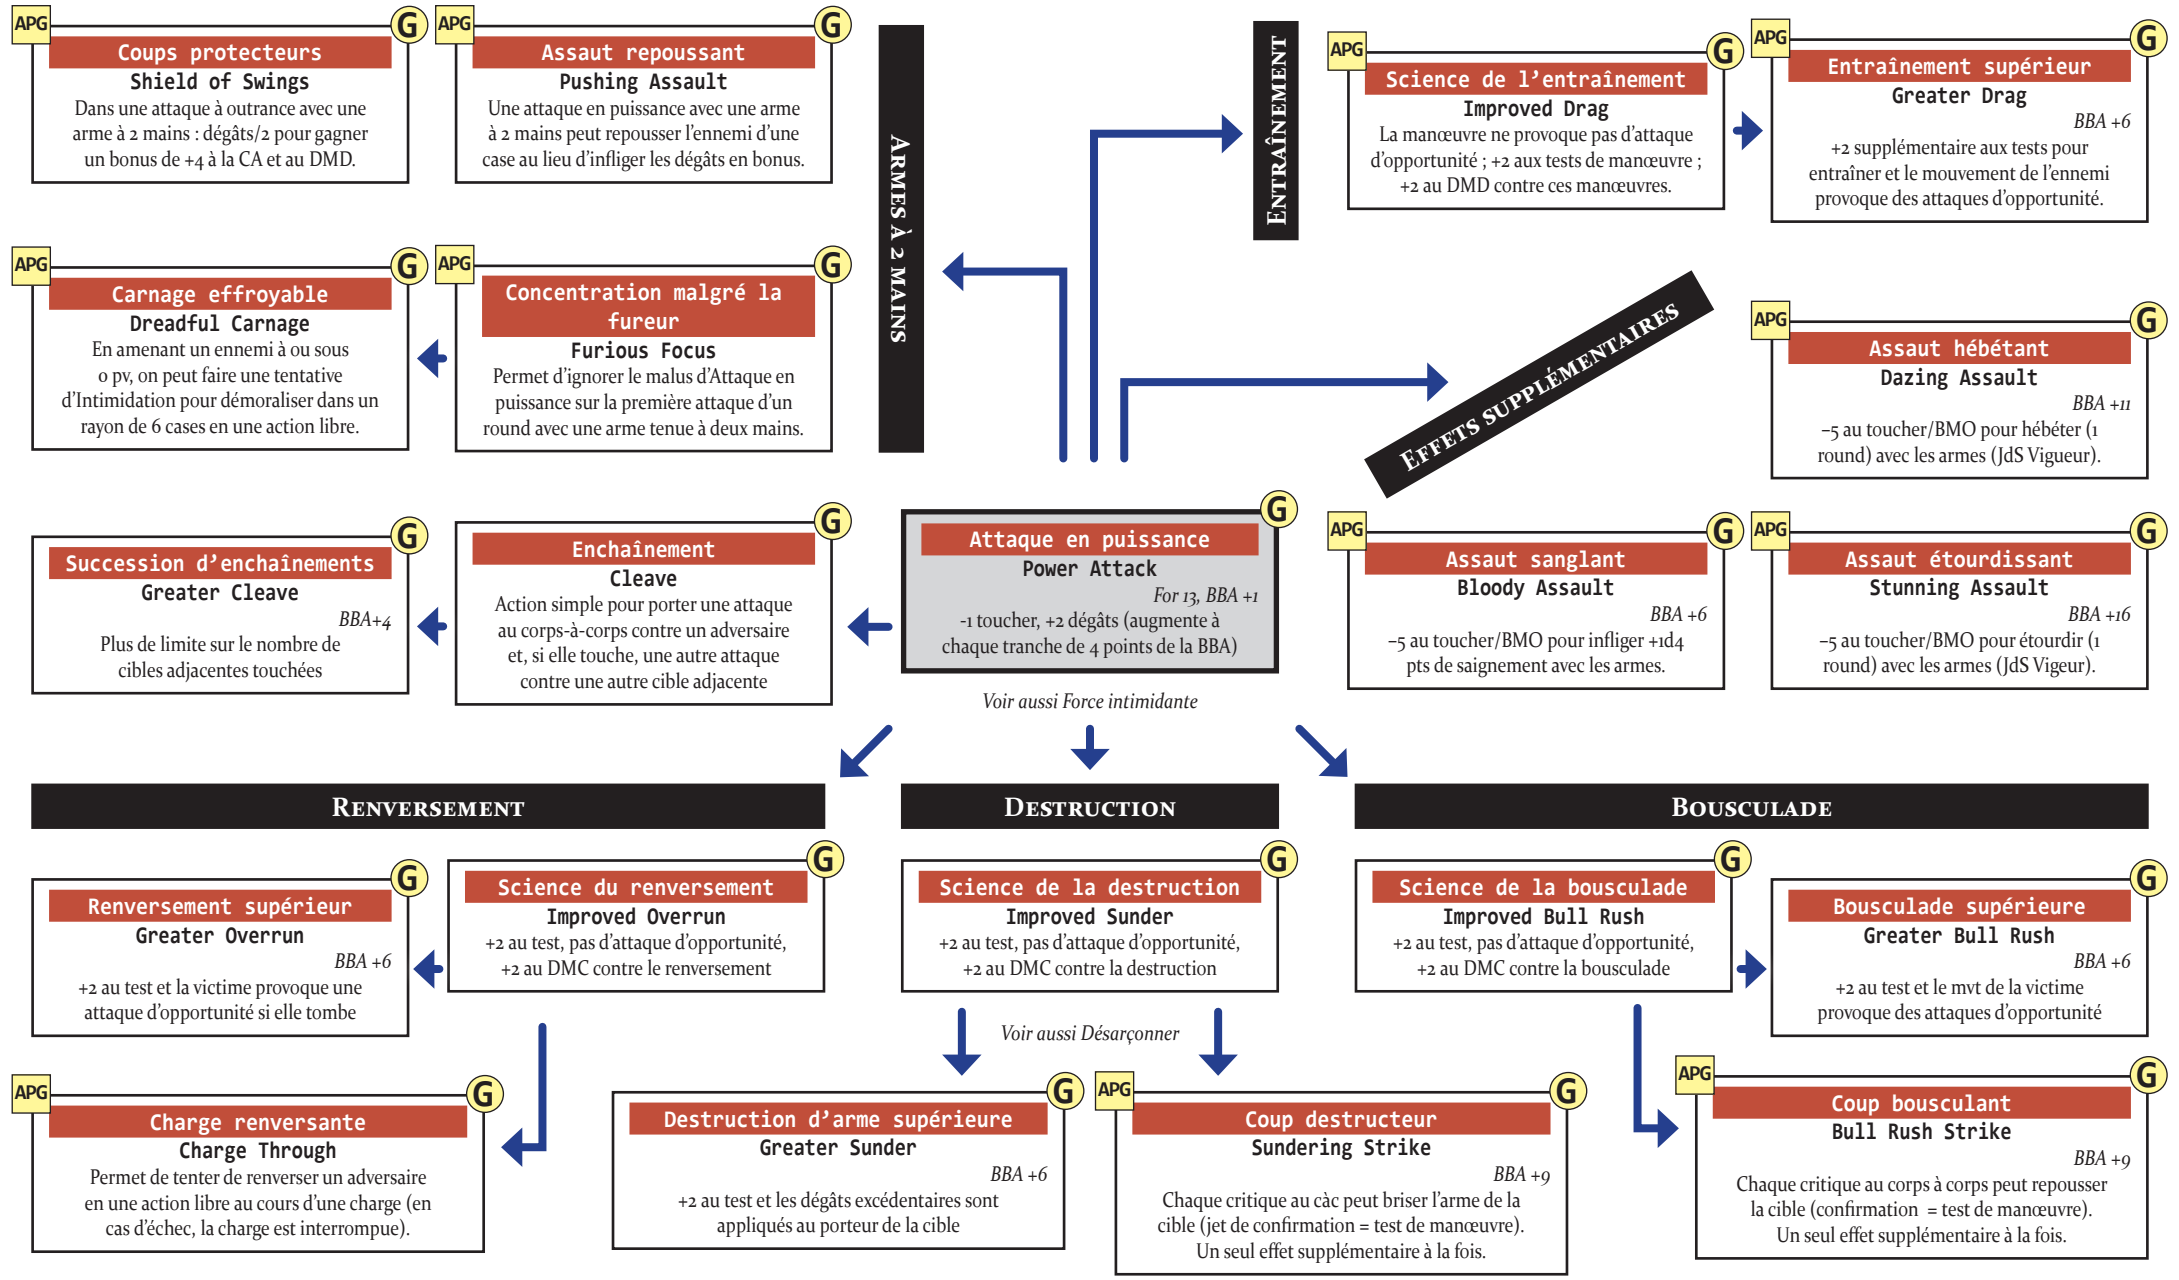 APG
G
Coups protecteurs
Shield of Swings
Dans une attaque à outrance avec une
arme à 2 mains : dégâts/2 pour gagner
un bonus de +4 à la CA et au DMD.
APG
G
Assaut repoussant
Pushing Assault
Une attaque en puissance avec une arme
à 2 mains peut repousser l’ennemi d’une
case au lieu d’infliger les dégâts en bonus.
APG
G
Carnage effroyable
Dreadful Carnage
En amenant un ennemi à ou sous
0 pv, on peut faire une tentative
d’Intimidation pour démoraliser dans un
rayon de 6 cases en une action libre.
APG
G
Concentration malgré la
fureur
Furious Focus
Permet d’ignorer le malus d’Attaque en
puissance sur la première attaque d’un
round avec une arme tenue à deux mains.
ARMES À 2 MAINS
ENTRAÎNEMENT
APG
G
Science de l’entraînement
Improved Drag
La manœuvre ne provoque pas d’attaque
d’opportunité ; +2 aux tests de manœuvre ;
+2 au DMD contre ces manœuvres.
APG
G
Entraînement supérieur
Greater Drag
BBA +6
+2 supplémentaire aux tests pour
entraîner et le mouvement de l’ennemi
provoque des attaques d’opportunité.
EFFETS SUPPLÉMENTAIRES
APG
G
Assaut hébétant
Dazing Assault
BBA +11
–5 au toucher/BMO pour hébéter (1
round) avec les armes (JdS Vigueur).
G
Succession d’enchaînements
Greater Cleave
BBA+4
Plus de limite sur le nombre de
cibles adjacentes touchées
G
Enchaînement
Cleave
Action simple pour porter une attaque
au corps-à-corps contre un adversaire
et, si elle touche, une autre attaque
contre une autre cible adjacente
G
Attaque en puissance
Power Attack
For 13, BBA +1
-1 toucher, +2 dégâts (augmente à
chaque tranche de 4 points de la BBA)
Voir aussi Force intimidante
APG
G
Assaut sanglant
Bloody Assault
BBA +6
–5 au toucher/BMO pour infliger +1d4
pts de saignement avec les armes.
APG
G
Assaut étourdissant
Stunning Assault
BBA +16
–5 au toucher/BMO pour étourdir (1
round) avec les armes (JdS Vigeur).
RENVERSEMENT
DESTRUCTION
BOUSCULADE
G
Renversement supérieur
Greater Overrun
BBA +6
+2 au test et la victime provoque une
attaque d’opportunité si elle tombe
G
Science du renversement
Improved Overrun
+2 au test, pas d’attaque d’opportunité,
+2 au DMC contre le renversement
G
Science de la destruction
Improved Sunder
+2 au test, pas d’attaque d’opportunité,
+2 au DMC contre la destruction
Voir aussi Désarçonner
G
Science de la bousculade
Improved Bull Rush
+2 au test, pas d’attaque d’opportunité,
+2 au DMC contre la bousculade
G
Bousculade supérieure
Greater Bull Rush
BBA +6
+2 au test et le mvt de la victime
provoque des attaques d’opportunité
APG
G
Charge renversante
Charge Through
Permet de tenter de renverser un adversaire
en une action libre au cours d’une charge (en
cas d’échec, la charge est interrompue).
G
Destruction d’arme supérieure
Greater Sunder
BBA +6
+2 au test et les dégâts excédentaires sont
appliqués au porteur de la cible
APG
G
Coup destructeur
Sundering Strike
BBA +9
Chaque critique au càc peut briser l’arme de la
cible (jet de confirmation = test de manœuvre).
Un seul effet supplémentaire à la fois.
APG
G
Coup bousculant
Bull Rush Strike
BBA +9
Chaque critique au corps à corps peut repousser
la cible (confirmation  = test de manœuvre).
Un seul effet supplémentaire à la fois.